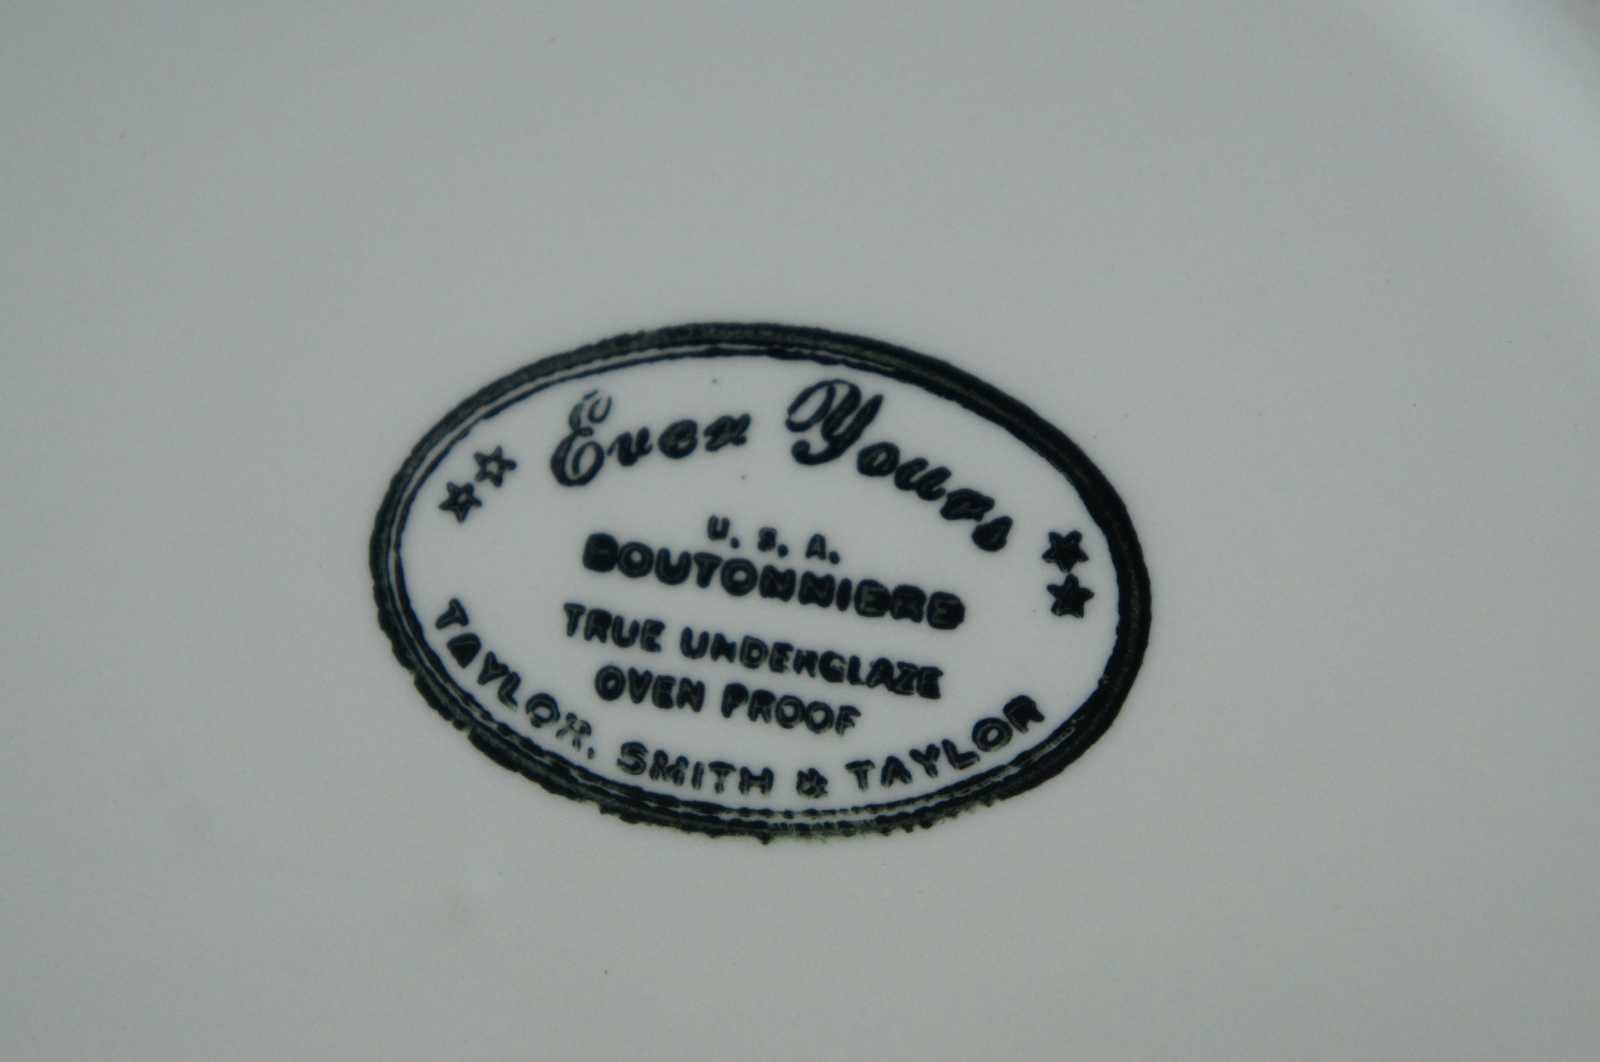 Ever Yours
U. S. A.
BOUTONNIERE
TRUE UNDERGLAZE
OVEN PROOF
TAYLOR, SMITH & TAYLOR